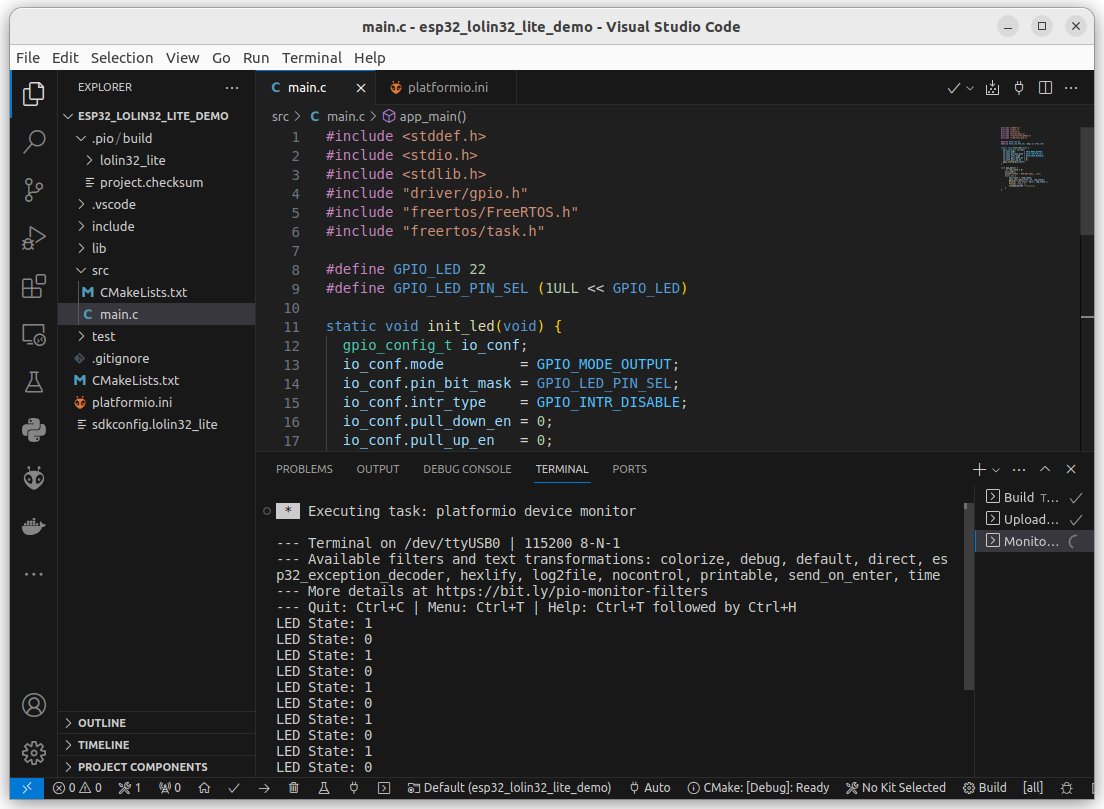 main.c - esp32_lolin32_lite_demo - Visual Studio Code
File Edit Selection View Go Run Terminal Help
EXPLORER
ESP32_LOLIN32_LITE_DEMO
.pio / build
lolin32_lite
project.checksum
.vscode
include
lib
src
CMakeLists.txt
main.c
test
.gitignore
CMakeLists.txt
platformio.ini
sdkconfig.lolin32_lite
OUTLINE
TIMELINE
PROJECT COMPONENTS
main.c platformio.ini
src > main.c > app_main()
1 #include <stddef.h>
2 #include <stdio.h>
3 #include <stdlib.h>
4 #include "driver/gpio.h"
5 #include "freertos/FreeRTOS.h"
6 #include "freertos/task.h"
7
8 #define GPIO_LED 22
9 #define GPIO_LED_PIN_SEL (1ULL << GPIO_LED)
10
11 static void init_led(void) {
12 gpio_config_t io_conf;
13 io_conf.mode = GPIO_MODE_OUTPUT;
14 io_conf.pin_bit_mask = GPIO_LED_PIN_SEL;
15 io_conf.intr_type = GPIO_INTR_DISABLE;
16 io_conf.pull_down_en = 0;
17 io_conf.pull_up_en = 0;
PROBLEMS OUTPUT DEBUG CONSOLE TERMINAL PORTS
* Executing task: platformio device monitor
--- Terminal on /dev/ttyUSB0 | 115200 8-N-1
--- Available filters and text transformations: colorize, debug, default, direct, es
p32_exception_decoder, hexlify, log2file, nocontrol, printable, send_on_enter, time
--- More details at https://bit.ly/pio-monitor-filters
--- Quit: Ctrl+C | Menu: Ctrl+T | Help: Ctrl+T followed by Ctrl+H
LED State: 1
LED State: 0
LED State: 1
LED State: 0
LED State: 1
LED State: 0
LED State: 1
LED State: 0
LED State: 1
LED State: 0
Build T...
Upload...
Monito...
0 0 1 0 Default (esp32_lolin32_lite_demo) Auto CMake: [Debug]: Ready No Kit Selected Build [all]